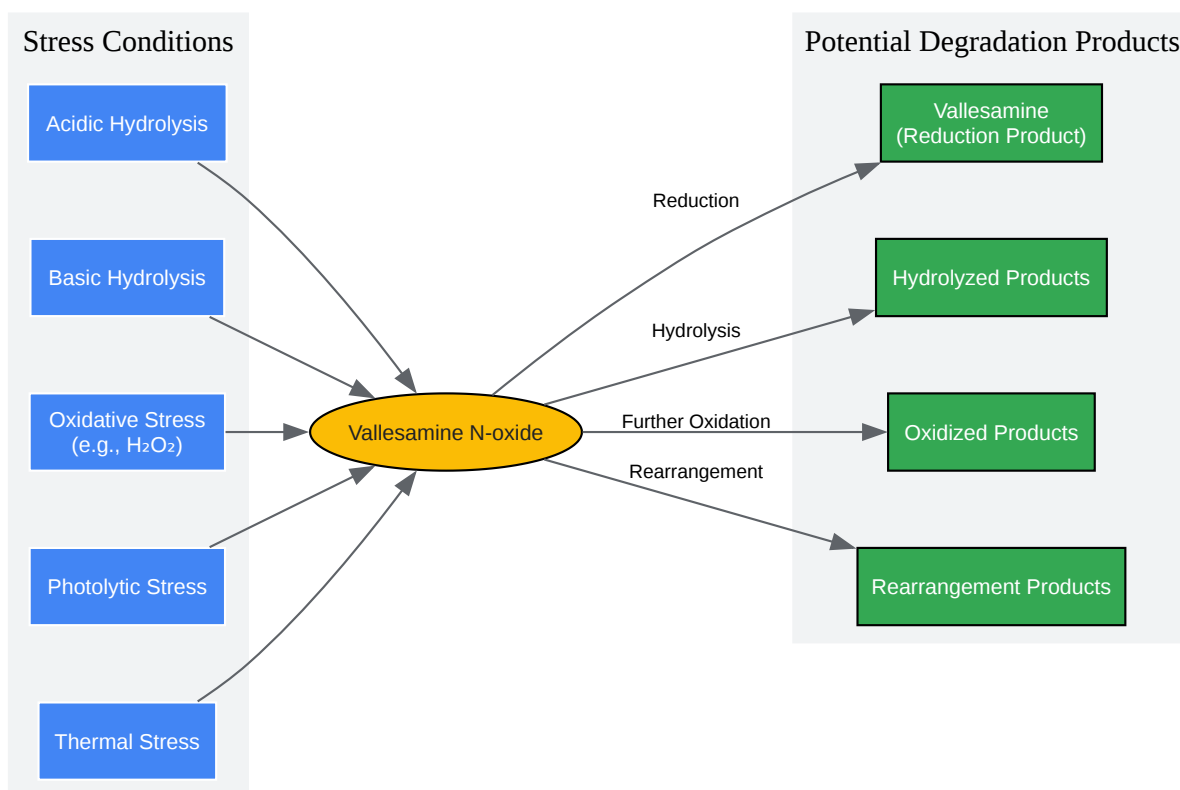 Stress Conditions
Acidic Hydrolysis
Basic Hydrolysis
Oxidative Stress
(e.g., H₂O₂)
Photolytic Stress
Thermal Stress
Vallesamine N-oxide
Reduction
Hydrolysis
Further Oxidation
Rearrangement
Potential Degradation Products
Vallesamine
(Reduction Product)
Hydrolyzed Products
Oxidized Products
Rearrangement Products